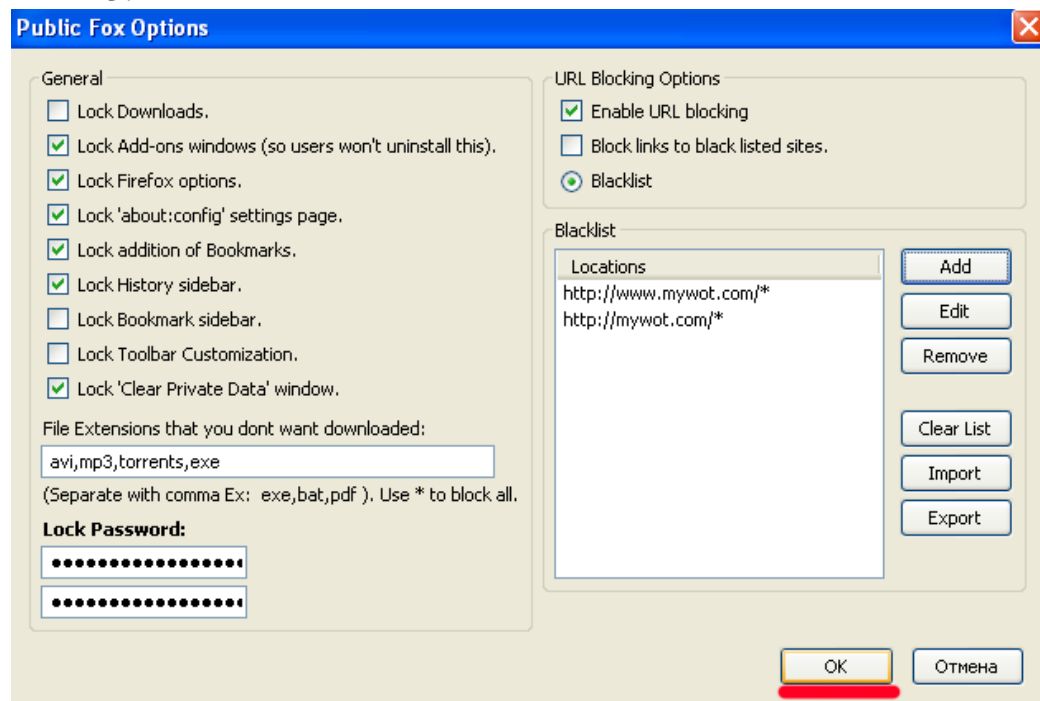 Public Fox Options
General
Lock Downloads.
Lock Add-ons windows (so users won't uninstall this).
Lock Firefox options.
Lock 'about:config' settings page.
Lock addition of Bookmarks.
Lock History sidebar.
Lock Bookmark sidebar.
Lock Toolbar Customization.
Lock 'Clear Private Data' window.
File Extensions that you dont want downloaded:
avi,mp3,torrents,exe
(Separate with comma Ex: exe,bat,pdf ). Use * to block all.
Lock Password:
URL Blocking Options
Enable URL blocking
Block links to black listed sites.
Blacklist
Blacklist
Locations
http://www.mywot.com/*
http://mywot.com/*
Add
Edit
Remove
Clear List
Import
Export
OK
Отмена